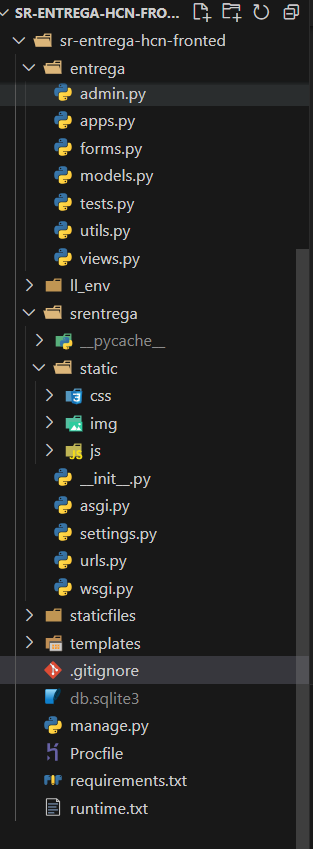 SR-ENTREGA-HCN-FRO...
sr-entrega-hcn-fronted
entrega
admin.py
apps.py
forms.py
models.py
tests.py
utils.py
views.py
ll_env
srentrega
__pycache__
static
css
img
js
__init__.py
asgi.py
settings.py
urls.py
wsgi.py
staticfiles
templates
.gitignore
db.sqlite3
manage.py
Procfile
requirements.txt
runtime.txt